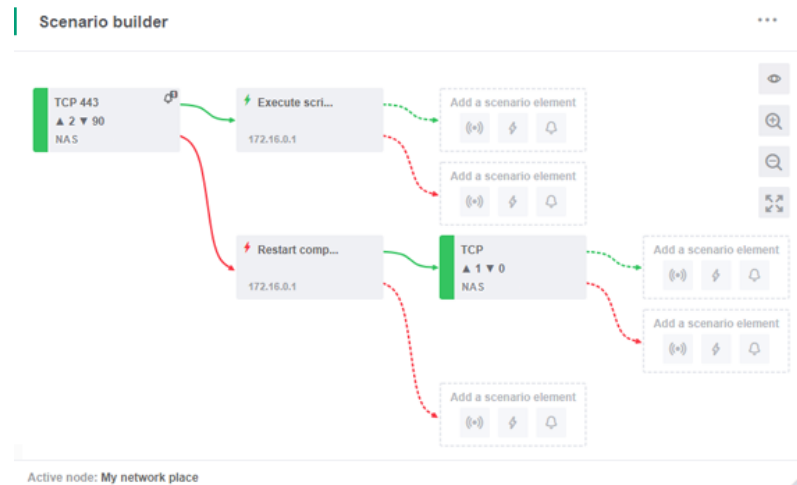 Scenario builder
TCP 443
▲ 2 ▼ 90
NAS
Execute scri...
172.16.0.1
Add a scenario element
Add a scenario element
Restart comp...
172.16.0.1
TCP
▲ 1 ▼ 0
NAS
Add a scenario element
Add a scenario element
Add a scenario element
Active node: My network place